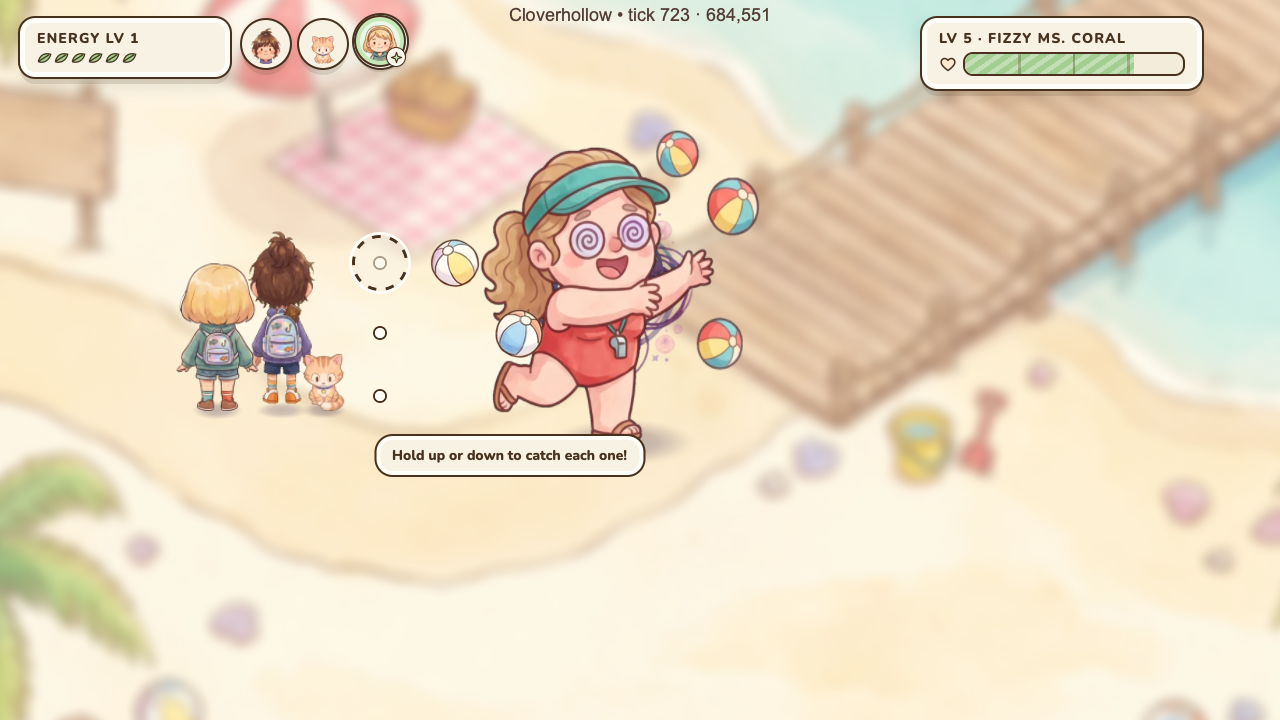 Cloverhollow • tick 723 · 684,551
ENERGY LV 1
LV 5 · FIZZY MS. CORAL
Hold up or down to catch each one!